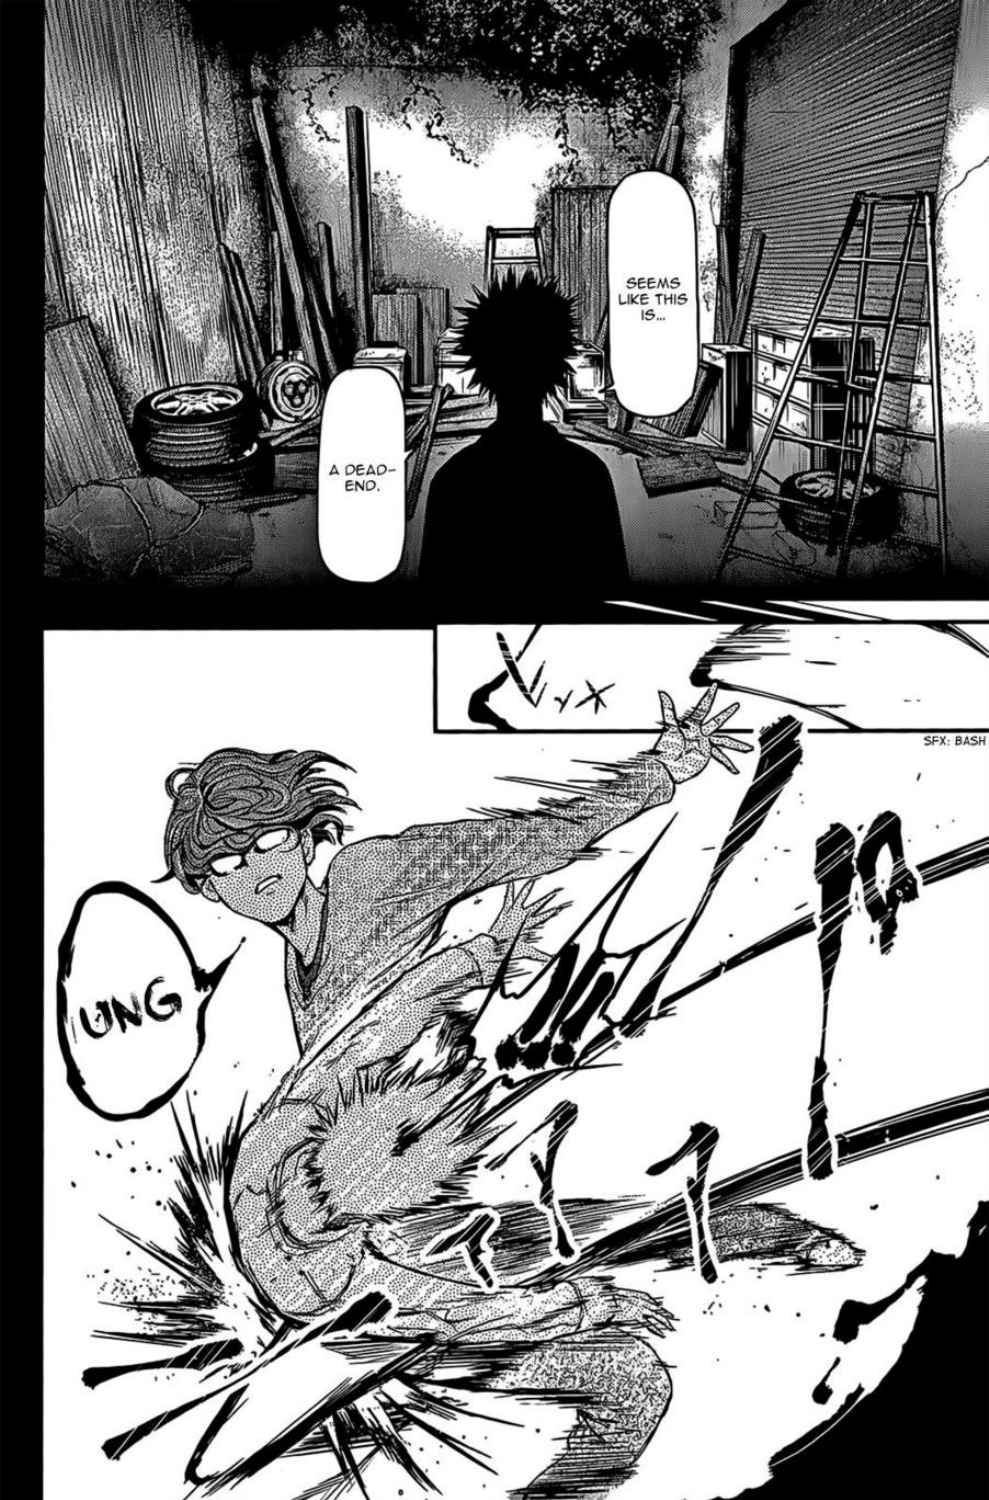 SEEMS
LIKE THIS
IS...
A DEAD-
END.
SFX: BASH
UNG